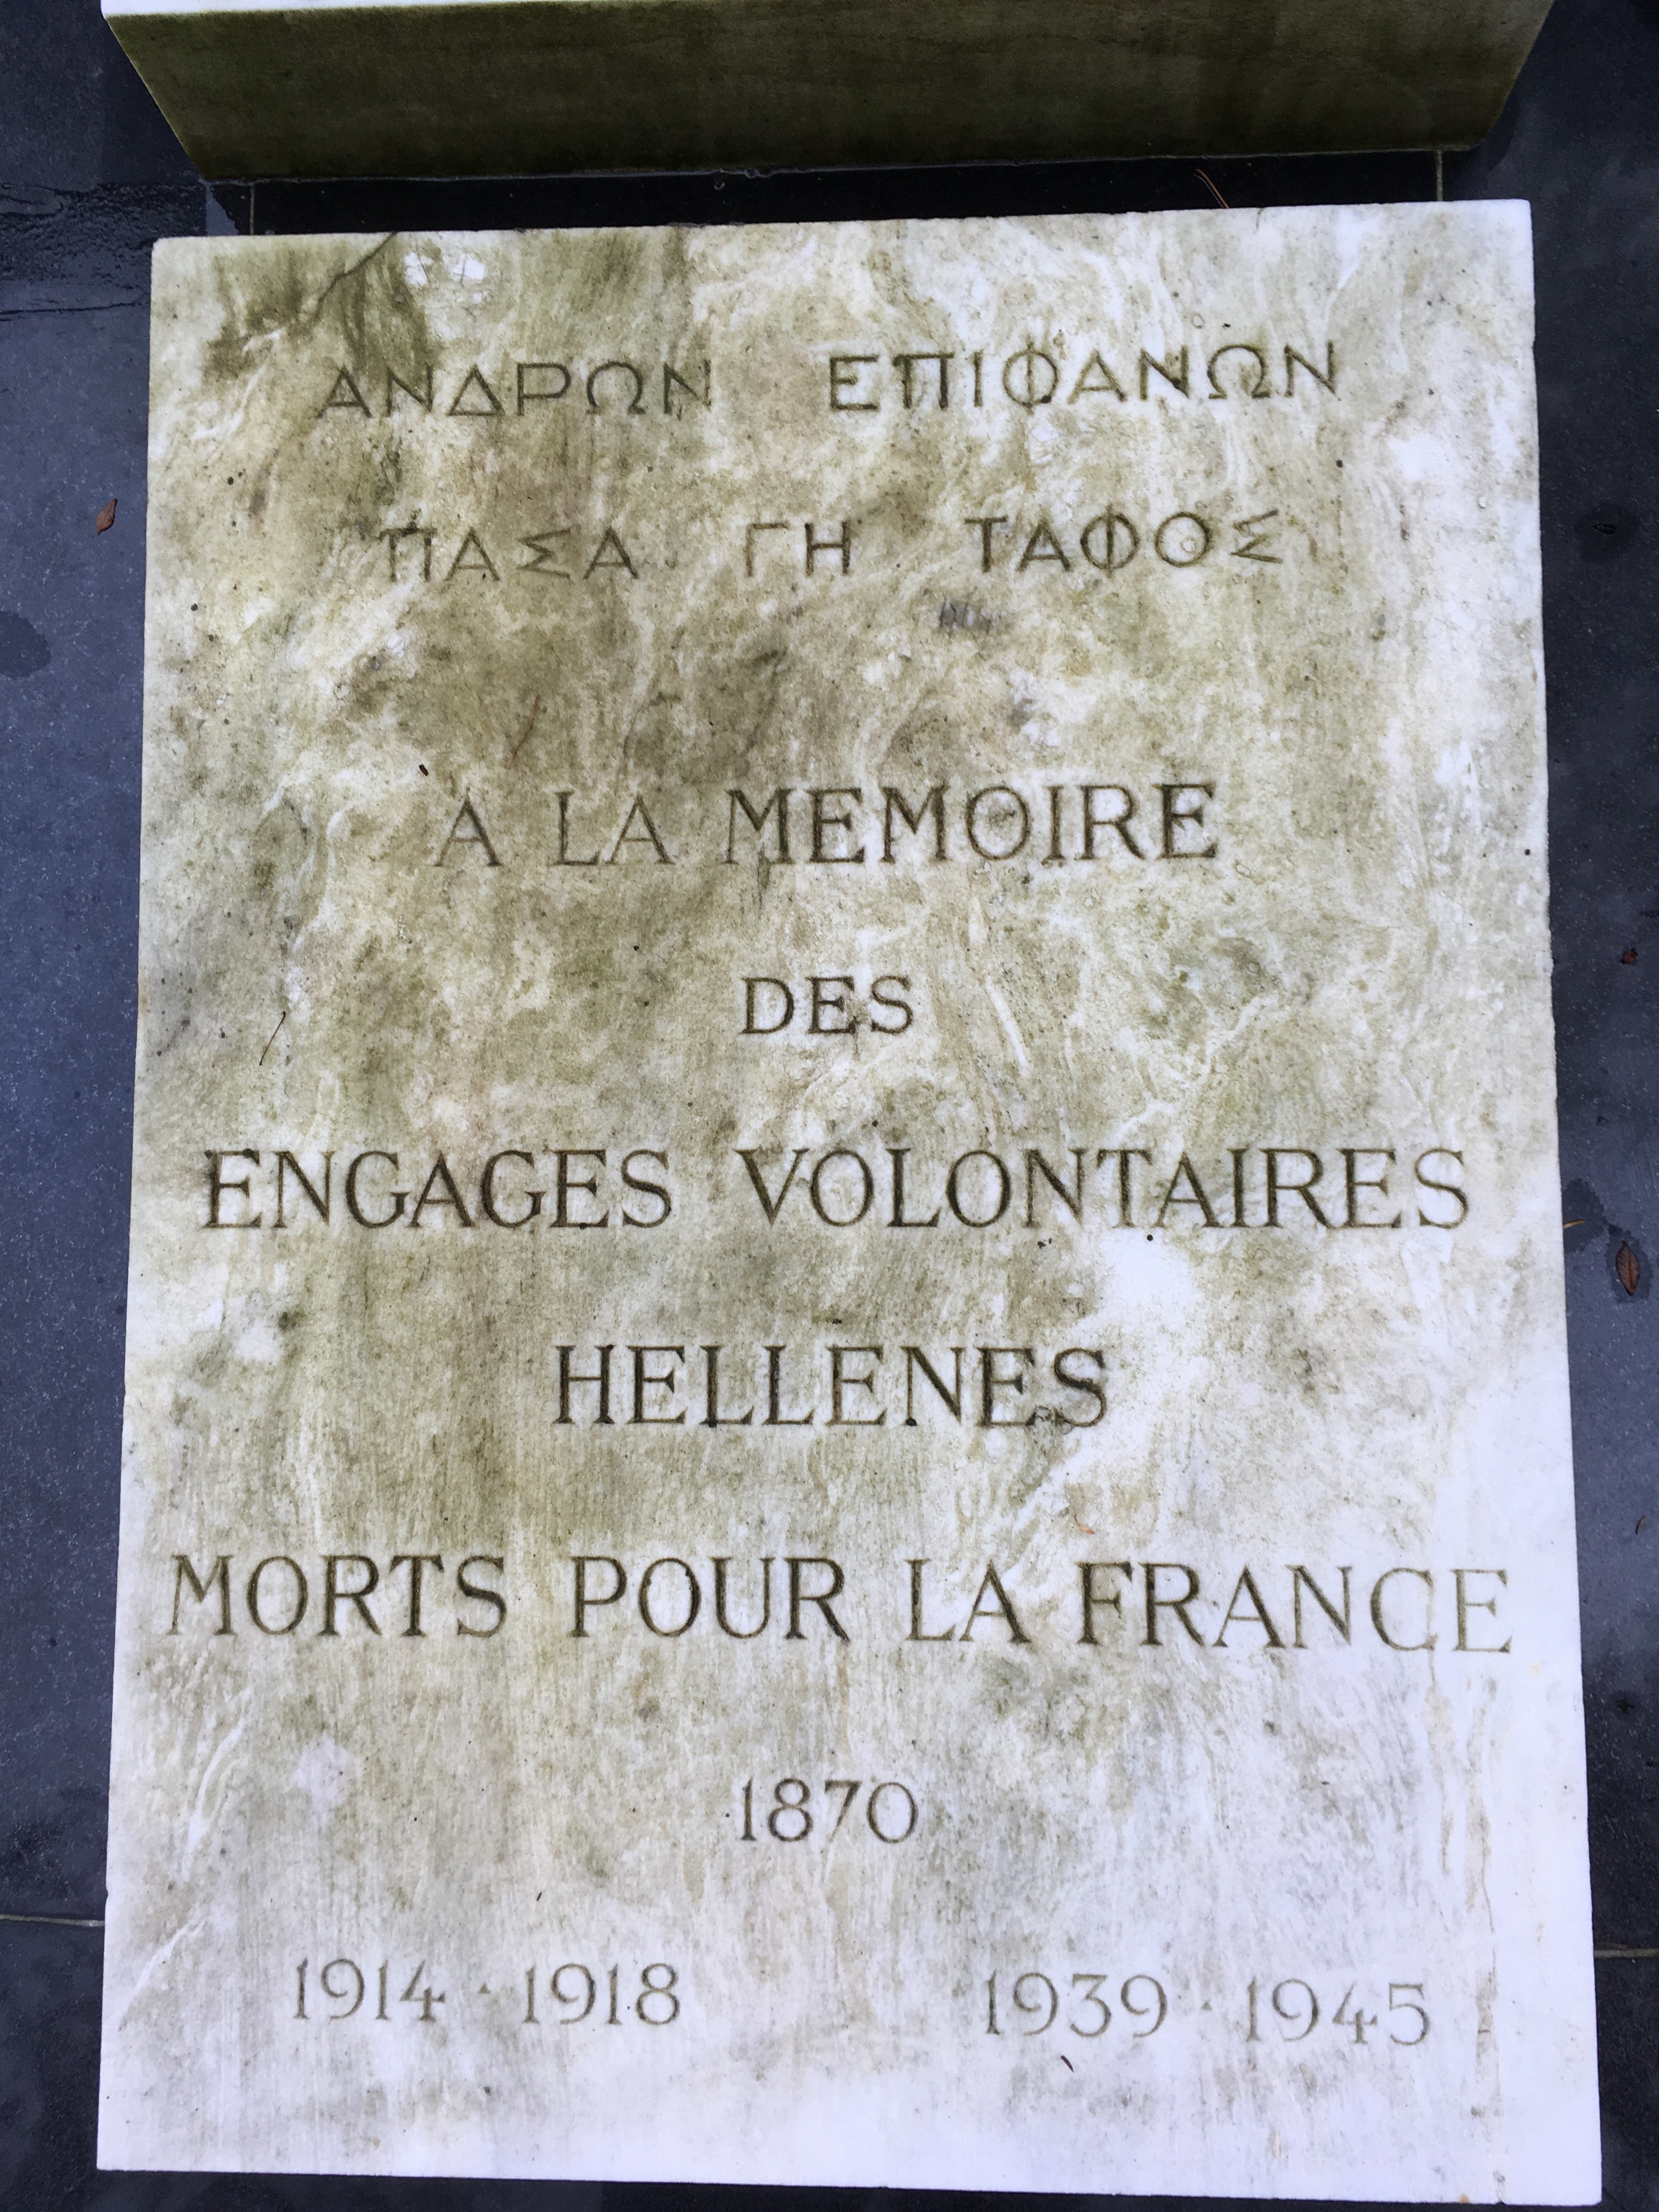 ΑΝΔΡΩΝ ΕΠΙΦΑΝΩΝ
ΠΑΣΑ ΓΗ ΤΑΦΟΣ
A LA MEMOIRE
DES
ENGAGES VOLONTAIRES
HELLENES
MORTS POUR LA FRANCE
1870
1914 · 1918 1939 · 1945